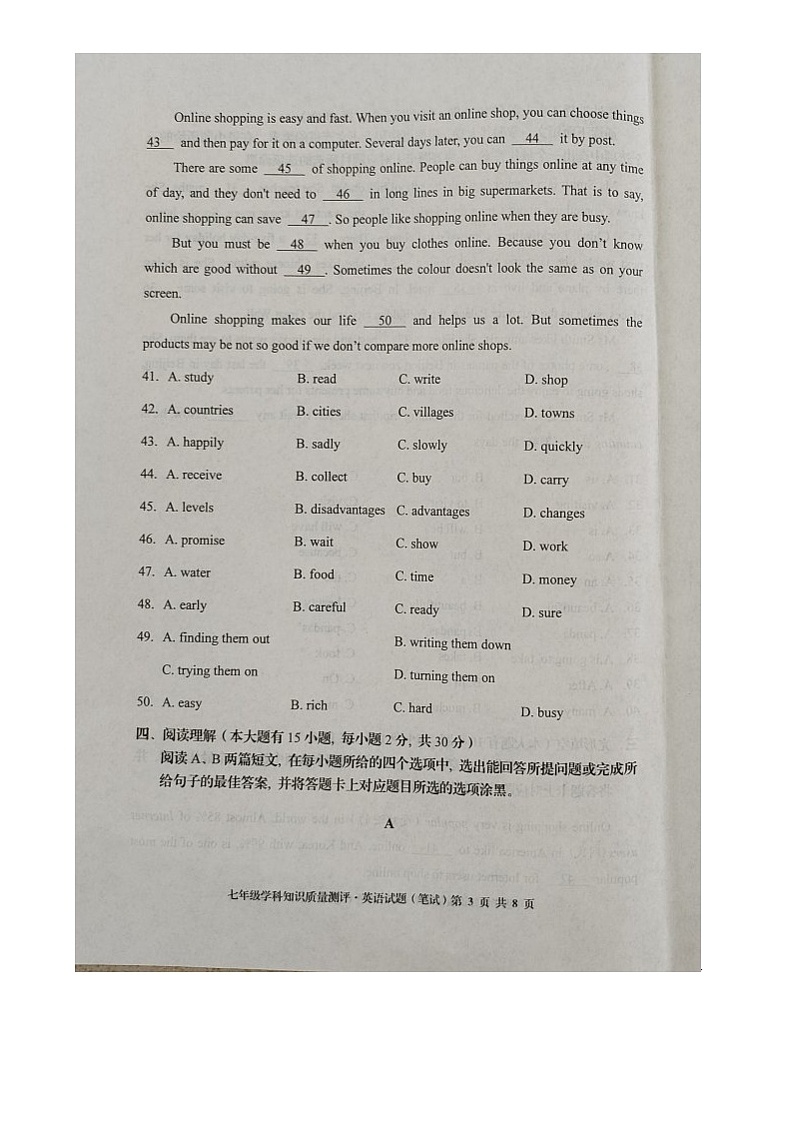 Online shopping is easy and fast. When you visit an online shop, you can choose things
43 and then pay for it on a computer. Several days later, you can 44 it by post.
There are some 45 of shopping online. People can buy things online at any time
of day, and they don't need to 46 in long lines in big supermarkets. That is to say,
online shopping can save 47 . So people like shopping online when they are busy.
But you must be 48 when you buy clothes online. Because you don't know
which are good without 49 . Sometimes the colour doesn't look the same as on your
screen.
Online shopping makes our life 50 and helps us a lot. But sometimes the
products may be not so good if we don't compare more online shops.
41. A. study B. read C. write D. shop
42. A. countries B. cities C. villages D. towns
43. A. happily B. sadly C. slowly D. quickly
44. A. receive B. collect C. buy D. carry
45. A. levels B. disadvantages C. advantages D. changes
46. A. promise B. wait C. show D. work
47. A. water B. food C. time D. money
48. A. early B. careful C. ready D. sure
49. A. finding them out B. writing them down
C. trying them on D. turning them on
50. A. easy B. rich C. hard D. busy
四、阅读理解（本大题有 15 小题, 每小题 2 分, 共 30 分）
阅读 A、B 两篇短文, 在每小题所给的四个选项中, 选出能回答所提问题或完成所
给句子的最佳答案, 并将答题卡上对应题目所选的选项涂黑。
A
七年级学科知识质量测评·英语试题（笔试）第 3 页 共 8 页